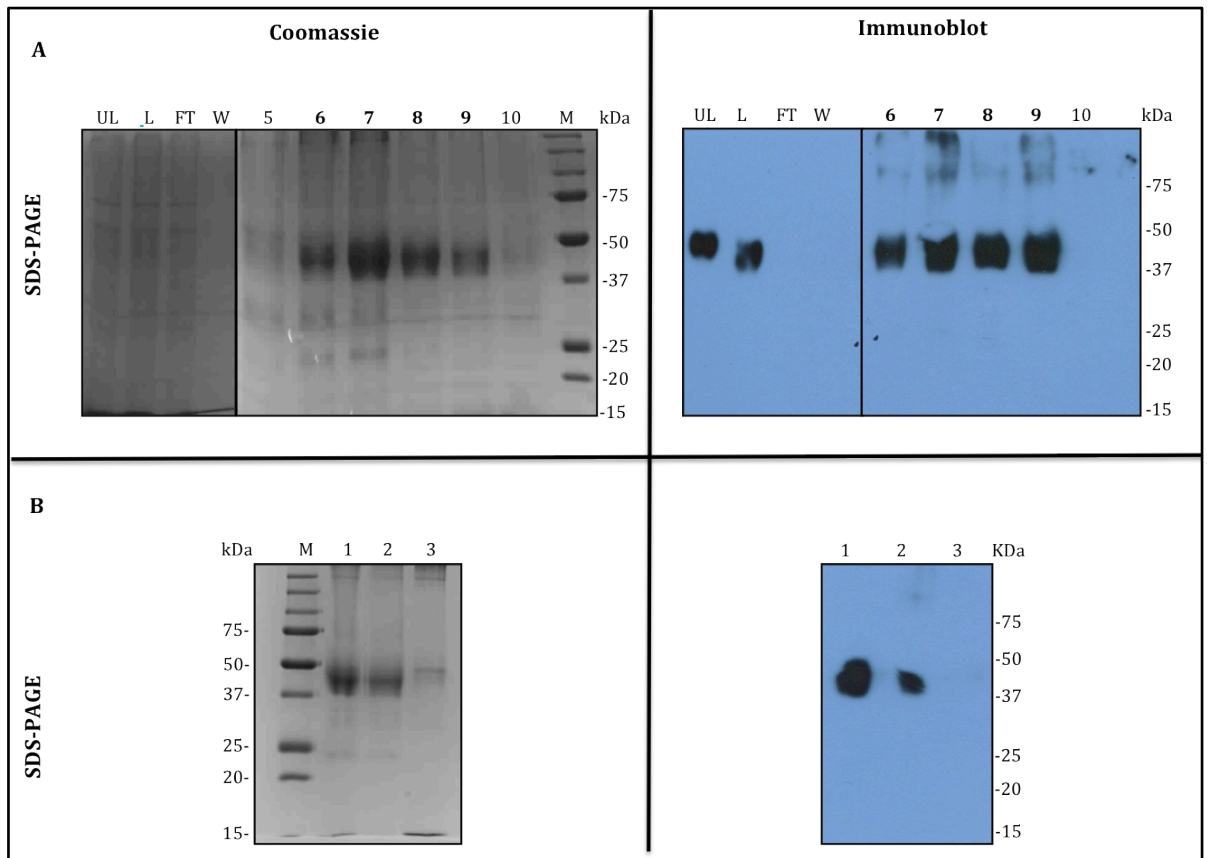 Coomassie
Immunoblot
A
UL L FT W 5 6 7 8 9 10 M kDa
-75
-50
-37
-25
-20
-15
UL L FT W 6 7 8 9 10 kDa
-75
-50
-37
-25
-20
-15
SDS-PAGE
B
kDa M 1 2 3
75-
50-
37-
25-
20-
15-
1 2 3 KDa
-75
-50
-37
-25
-20
-15
SDS-PAGE